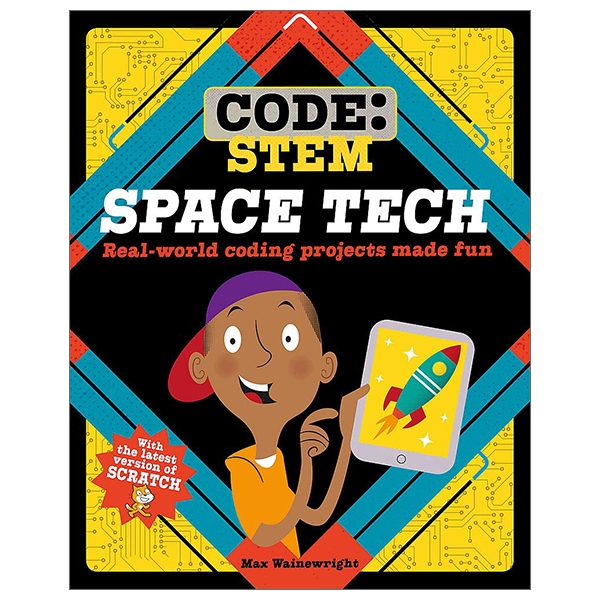 CODE:
STEM
SPACE TECH
Real-world coding projects made fun
With
the latest
version of
SCRATCH
Max Wainewright